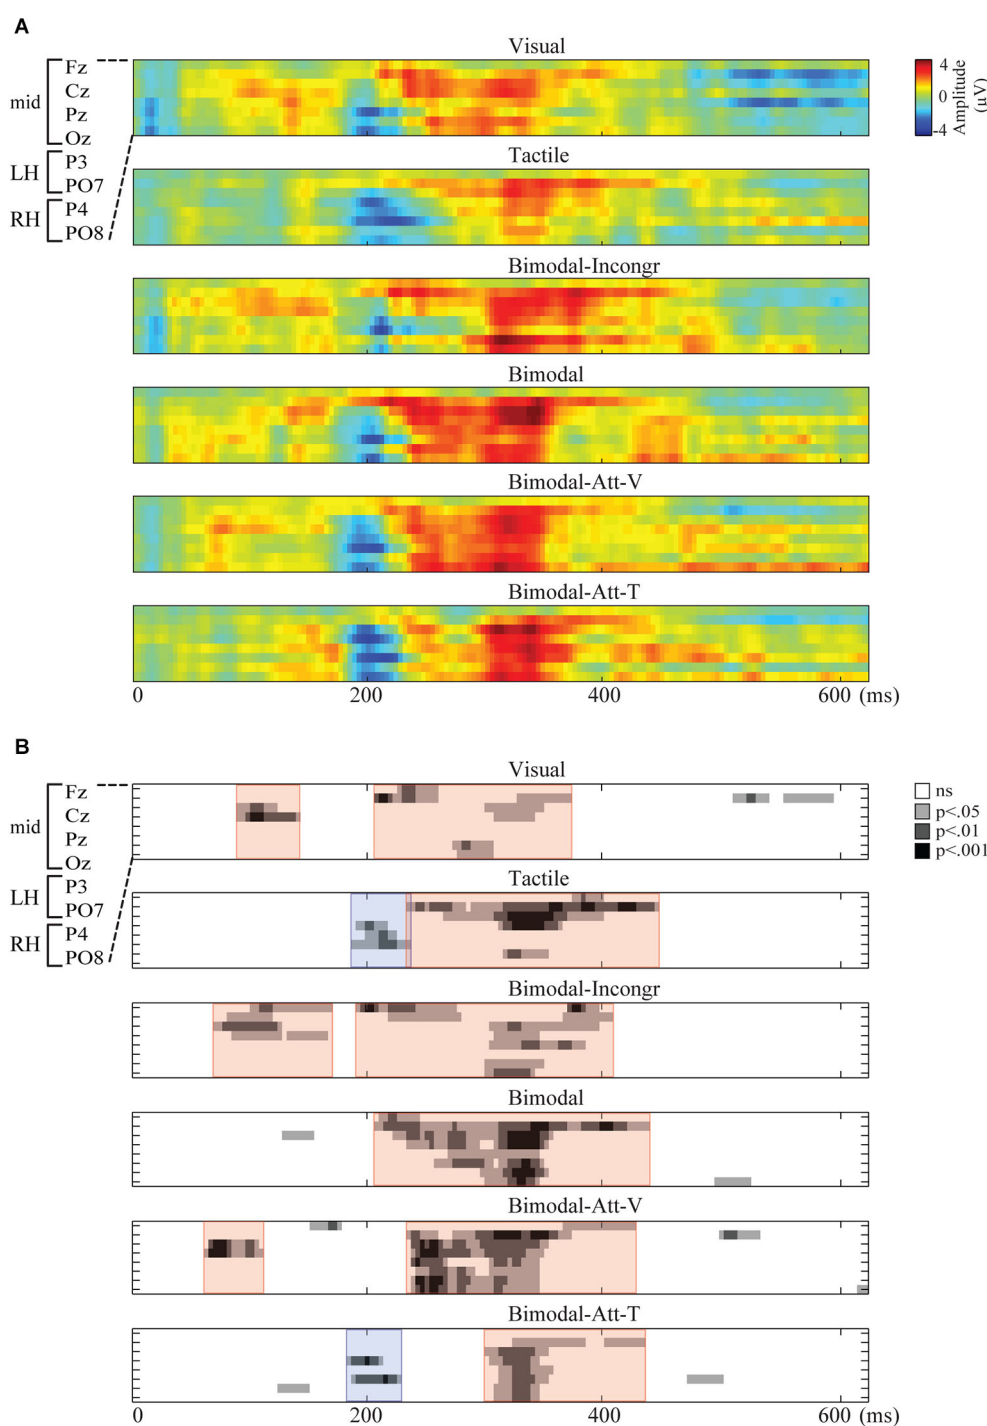 A
Visual
Fz
Cz
mid
Pz
Oz
P3
LH
PO7
P4
RH
PO8
4
0
-4
Amplitude
(uV)
Tactile
Bimodal-Incongr
Bimodal
Bimodal-Att-V
Bimodal-Att-T
0 200 400 600 (ms)
B
Visual
Fz
Cz
mid
Pz
Oz
P3
LH
PO7
P4
RH
PO8
ns
p<.05
p<.01
p<.001
Tactile
Bimodal-Incongr
Bimodal
Bimodal-Att-V
Bimodal-Att-T
0 200 400 600 (ms)